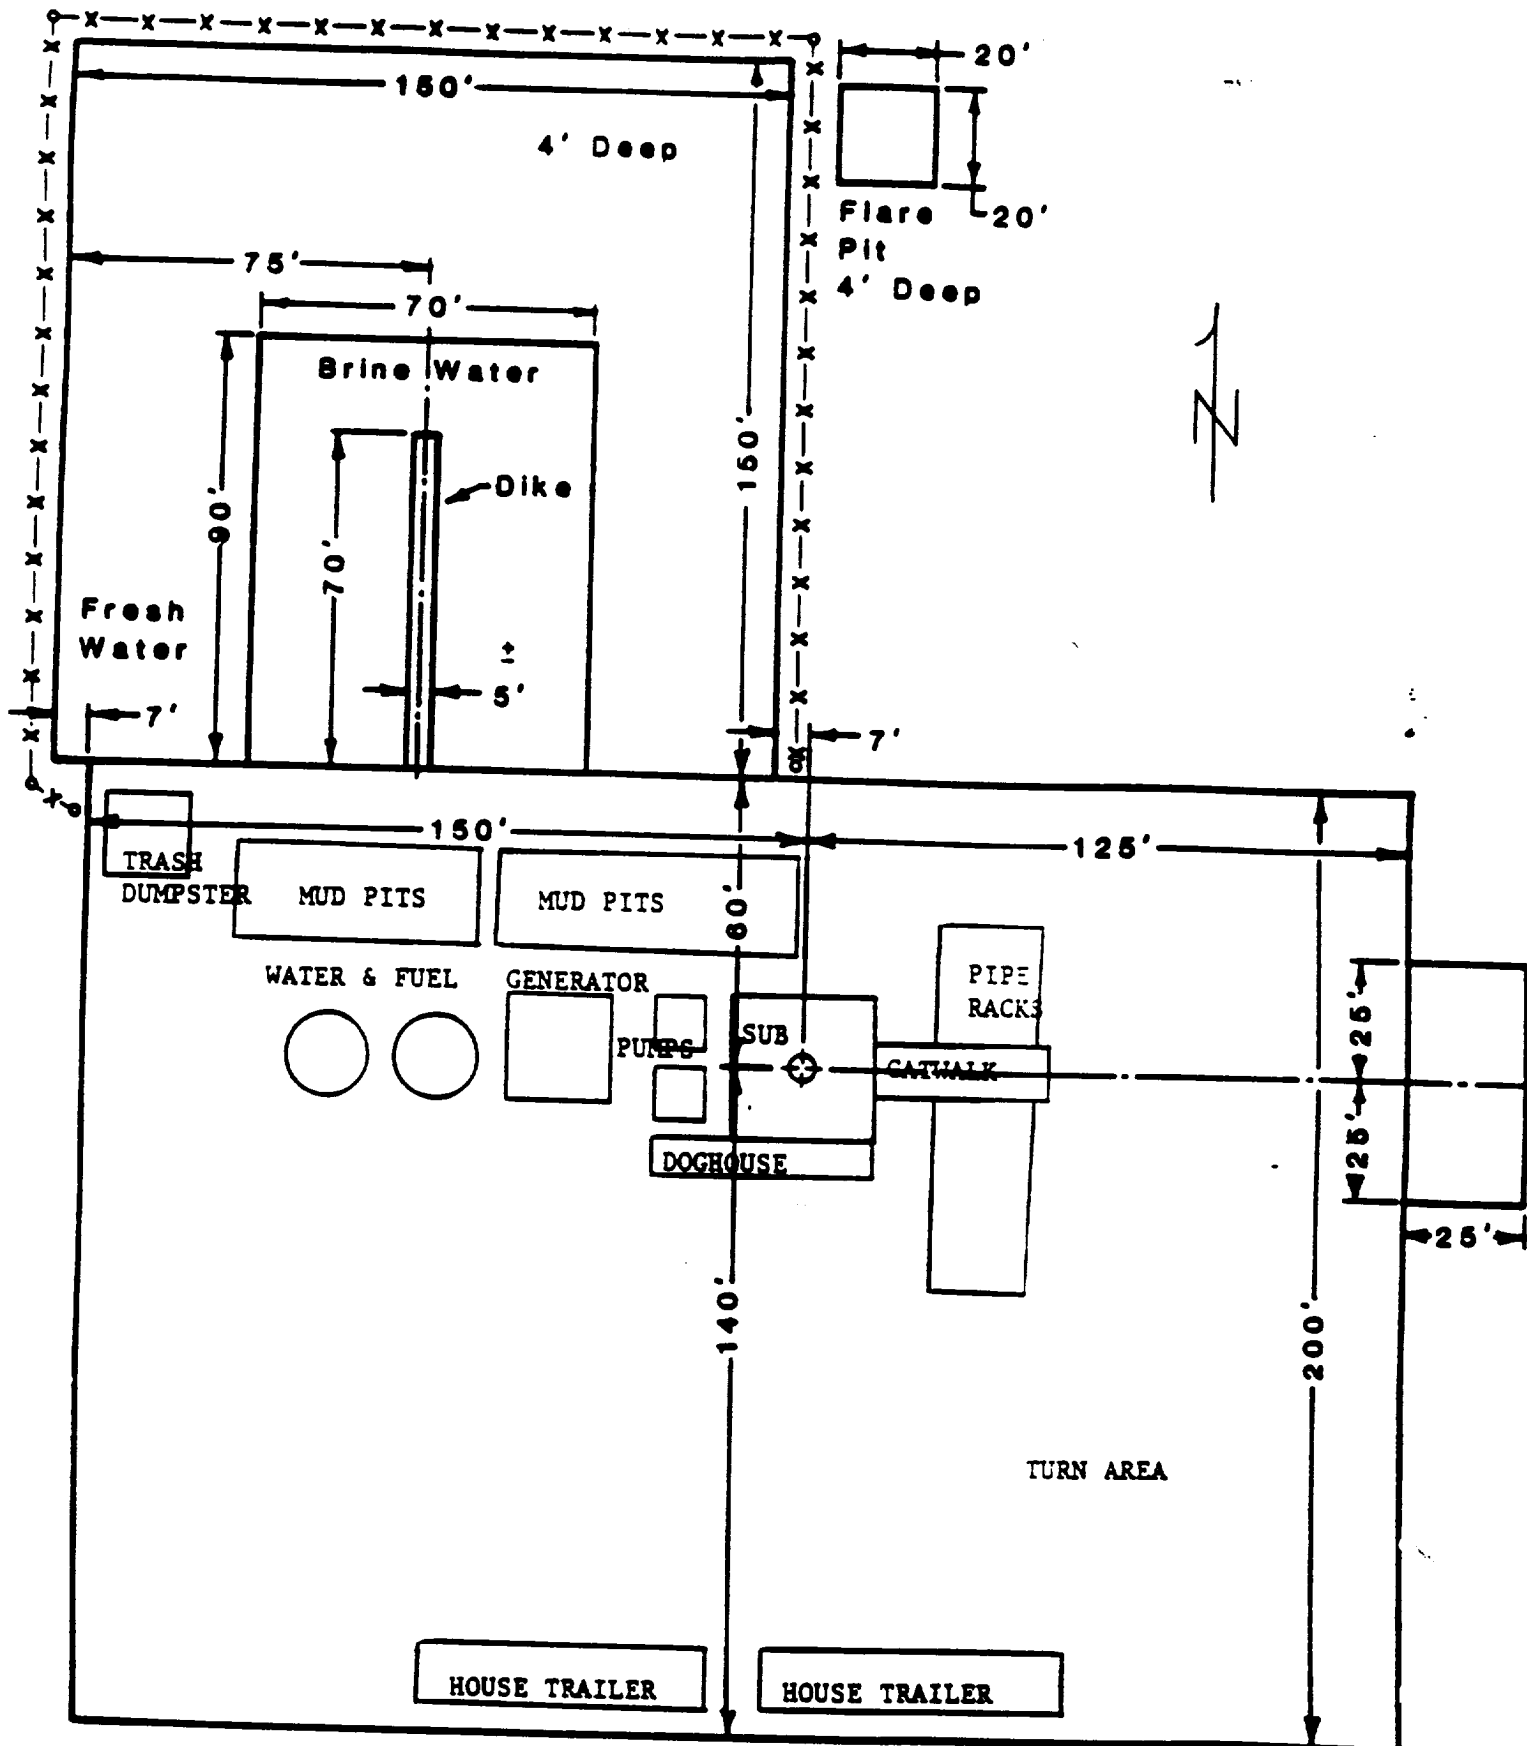 20'
150'
4' Deep
20'
Flare
Pit
4' Deep
75'
70'
Brine Water
N
150'
Dike
90'
70'
Fresh
Water
±
5'
7'
7'
150'
125'
TRASH
DUMPSTER
MUD PITS
MUD PITS
60'
WATER & FUEL
GENERATOR
PIPE
RACKS
PUMPS
SUB
CATWALK
25'
25'
DOGHOUSE
25'
140'
200'
TURN AREA
HOUSE TRAILER
HOUSE TRAILER